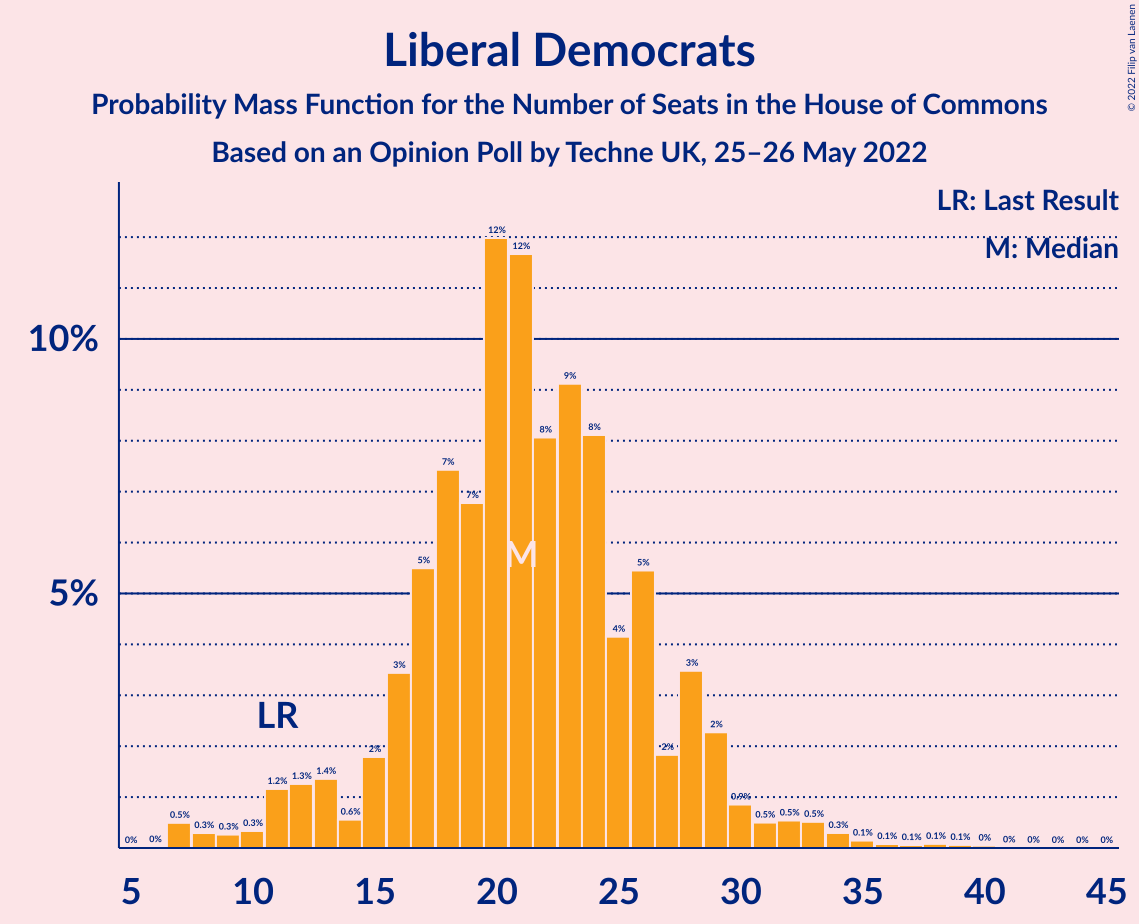 Liberal Democrats
Probability Mass Function for the Number of Seats in the House of Commons
Based on an Opinion Poll by Techne UK, 25–26 May 2022
© 2022 Filip van Laenen
LR: Last Result
M: Median
10%
5%
LR
M
0% 0% 0.5% 0.3% 0.3% 0.3% 1.2% 1.3% 1.4% 0.6% 2% 3% 5% 7% 7% 12% 12% 8% 9% 8% 4% 5% 2% 3% 2% 0.9% 0.5% 0.5% 0.5% 0.3% 0.1% 0.1% 0.1% 0.1% 0.1% 0% 0% 0% 0% 0% 0%
5 10 15 20 25 30 35 40 45